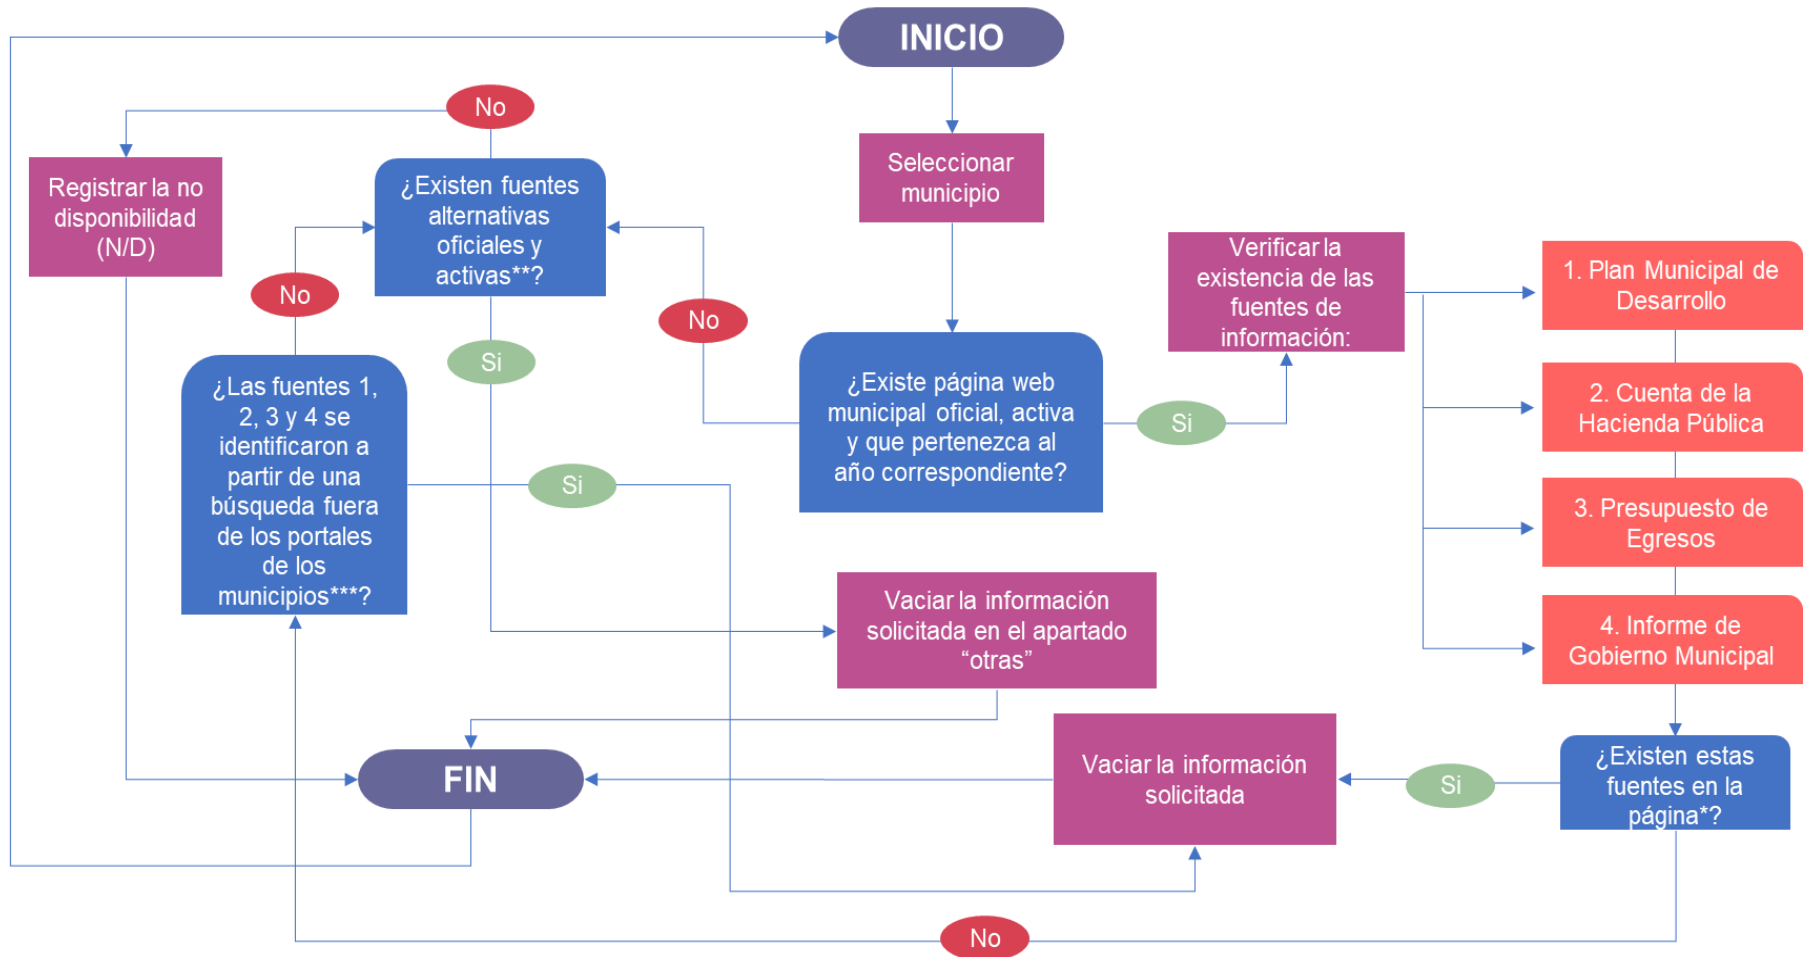 INICIO
No
Seleccionar
municipio
Registrar la no
disponibilidad
(N/D)
¿Existen fuentes
alternativas
oficiales y
activas**?
No
No
Verificar la
existencia de las
fuentes de
información:
1. Plan Municipal de
Desarrollo
Si
¿Existe página web
municipal oficial, activa
y que pertenezca al
año correspondiente?
Si
2. Cuenta de la
Hacienda Pública
¿Las fuentes 1,
2, 3 y 4 se
identificaron a
partir de una
búsqueda fuera
de los portales
de los
municipios***?
Si
3. Presupuesto de
Egresos
Vaciar la información
solicitada en el apartado
“otras”
4. Informe de
Gobierno Municipal
FIN
Vaciar la información
solicitada
Si
¿Existen estas
fuentes en la
página*?
No